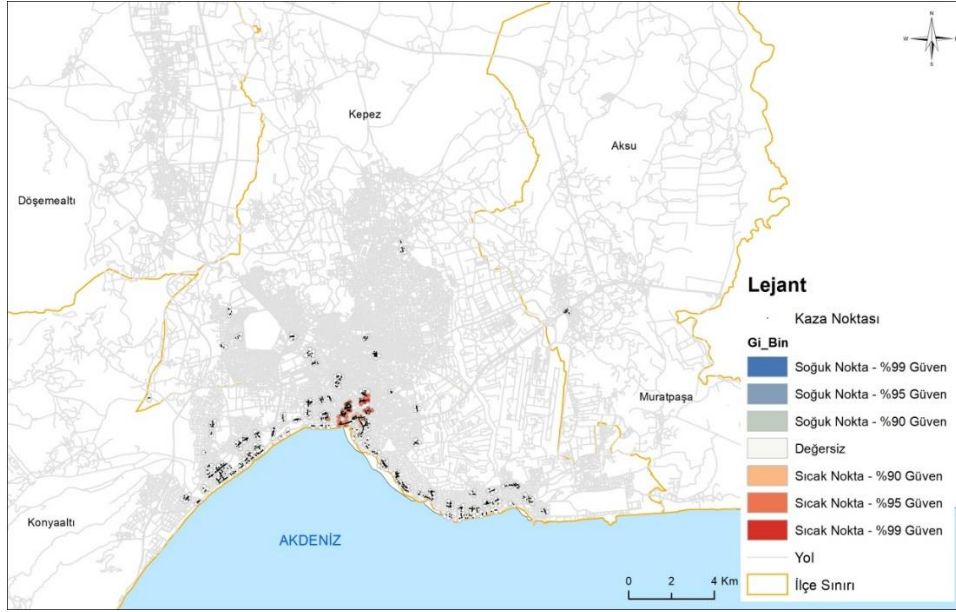 N
W
S
Kepez
Aksu
Döşemealtı
Lejant
Kaza Noktası
Gi_Bin
Soğuk Nokta - %99 Güven
Soğuk Nokta - %95 Güven
Soğuk Nokta - %90 Güven
Değersiz
Sıcak Nokta - %90 Güven
Sıcak Nokta - %95 Güven
Sıcak Nokta - %99 Güven
Yol
İlçe Sınırı
Muratpaşa
Konyaaltı
AKDENİZ
0 2 4 Km